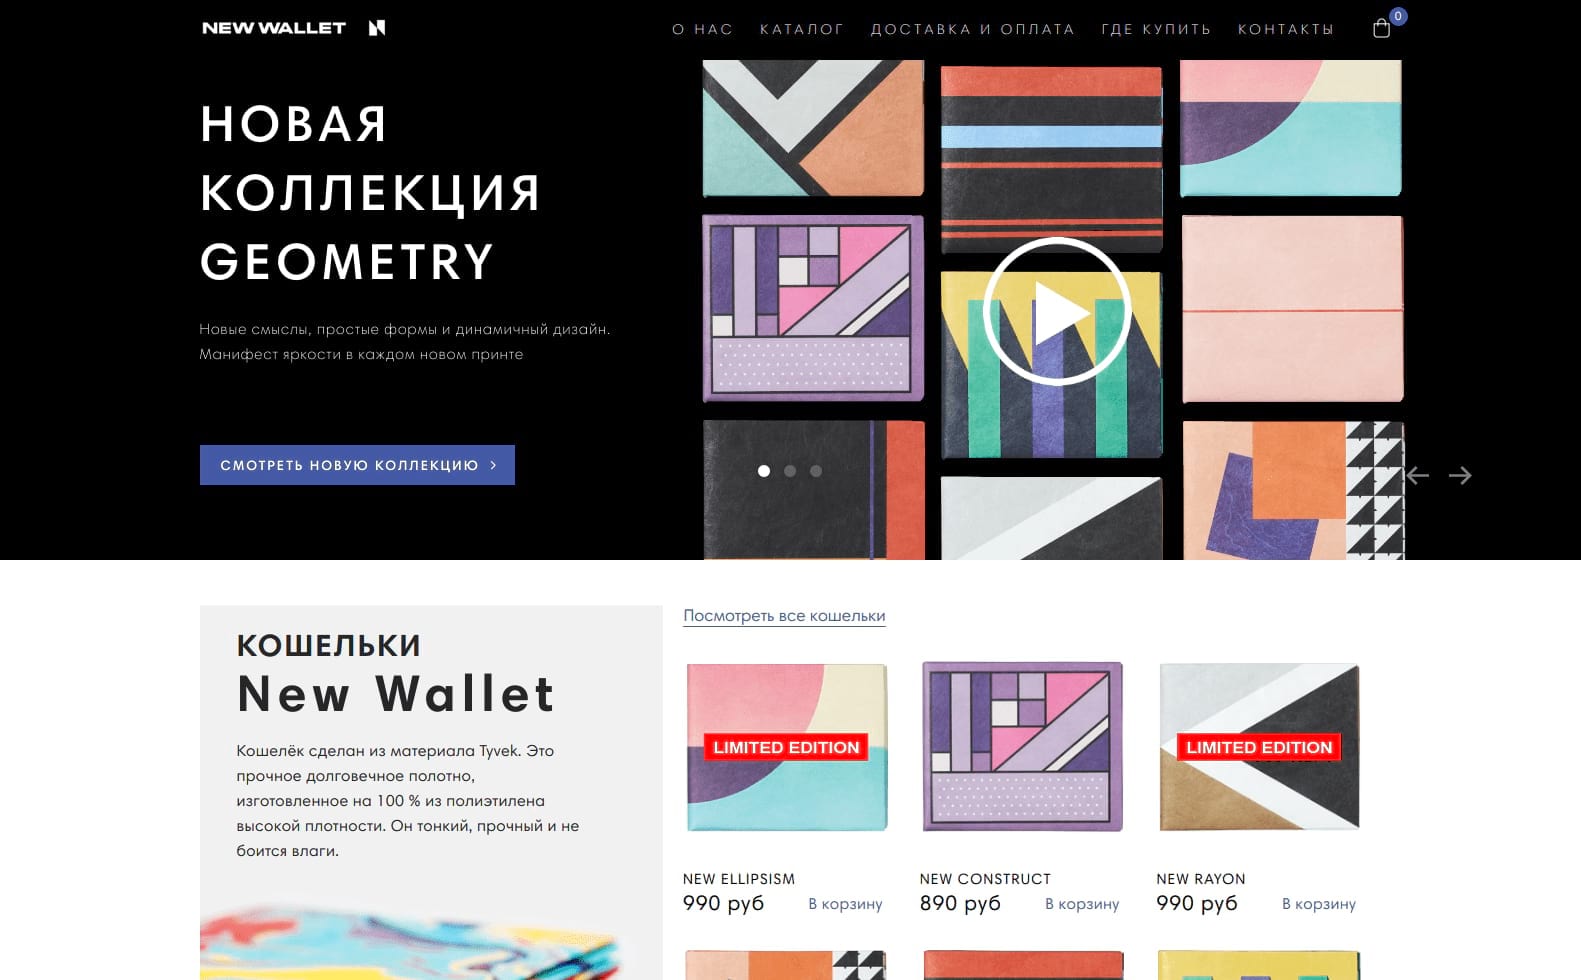 NEW WALLET N
О НАС КАТАЛОГ ДОСТАВКА И ОПЛАТА ГДЕ КУПИТЬ КОНТАКТЫ 0
НОВАЯ
КОЛЛЕКЦИЯ
GEOMETRY
Новые смыслы, простые формы и динамичный дизайн.
Манифест яркости в каждом новом принте
СМОТРЕТЬ НОВУЮ КОЛЛЕКЦИЮ
КОШЕЛЬКИ
New Wallet
Кошелёк сделан из материала Tyvek. Это
прочное долговечное полотно,
изготовленное на 100 % из полиэтилена
высокой плотности. Он тонкий, прочный и не
боится влаги.
Посмотреть все кошельки
LIMITED EDITION
LIMITED EDITION
NEW ELLIPSISM
990 руб В корзину
NEW CONSTRUCT
890 руб В корзину
NEW RAYON
990 руб В корзину